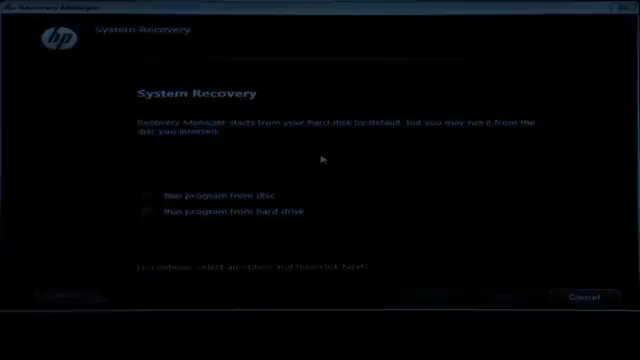 HP Recovery Manager
hp
System Recovery
System Recovery
Recovery Manager starts from your hard disk by default, but you may run it from the
disc you inserted.
Run program from disc
Run program from hard drive
To continue, select an option and then click Next.
Cancel